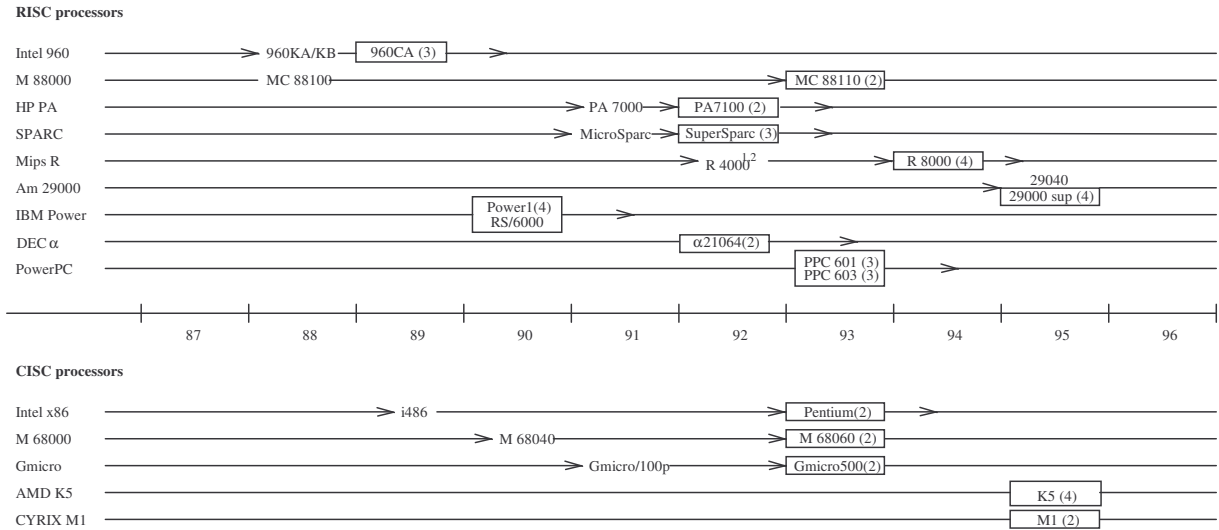 RISC processors
Intel 960 960KA/KB 960CA (3)
M 88000 MC 88100 MC 88110 (2)
HP PA PA 7000 PA7100 (2)
SPARC MicroSparc SuperSparc (3)
Mips R R 4000 1,2 R 8000 (4)
Am 29000 29040
29000 sup (4)
IBM Power Power1(4)
RS/6000
DEC α α21064(2)
PowerPC PPC 601 (3)
PPC 603 (3)
87 88 89 90 91 92 93 94 95 96
CISC processors
Intel x86 i486 Pentium(2)
M 68000 M 68040 M 68060 (2)
Gmicro Gmicro/100p Gmicro500(2)
AMD K5 K5 (4)
CYRIX M1 M1 (2)